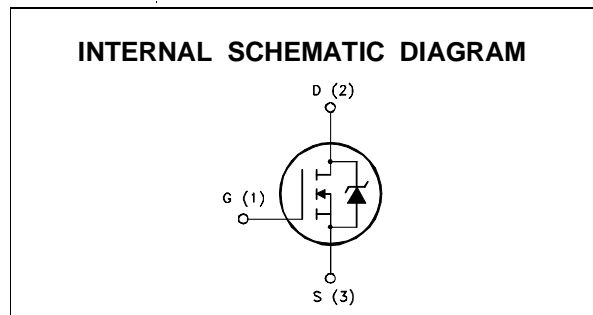 INTERNAL SCHEMATIC DIAGRAM
D (2)
G (1)
S (3)